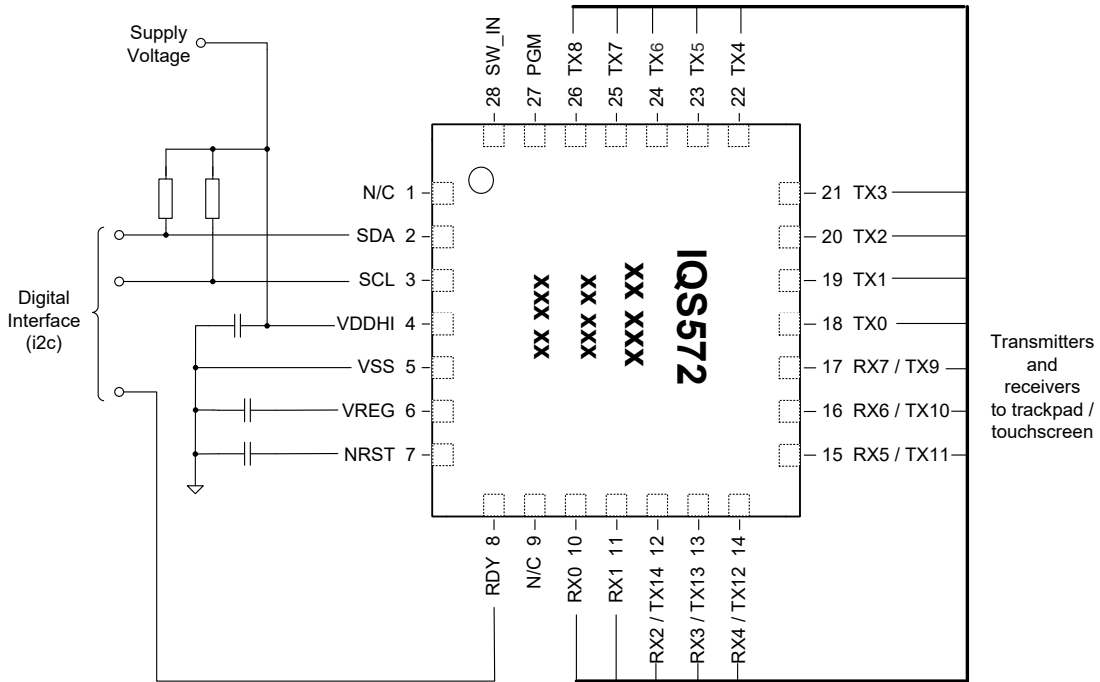 Supply
Voltage
28 SW_IN
27 PGM
26 TX8
25 TX7
24 TX6
23 TX5
22 TX4
N/C 1
SDA 2
SCL 3
VDDHI 4
VSS 5
VREG 6
NRST 7
Digital
Interface
(i2c)
IQS572
xx xxx
xxx xx
xxx xx
21 TX3
20 TX2
19 TX1
18 TX0
17 RX7 / TX9
16 RX6 / TX10
15 RX5 / TX11
Transmitters
and
receivers
to trackpad /
touchscreen
RDY 8
N/C 9
RX0 10
RX1 11
RX2 / TX14 12
RX3 / TX13 13
RX4 / TX12 14